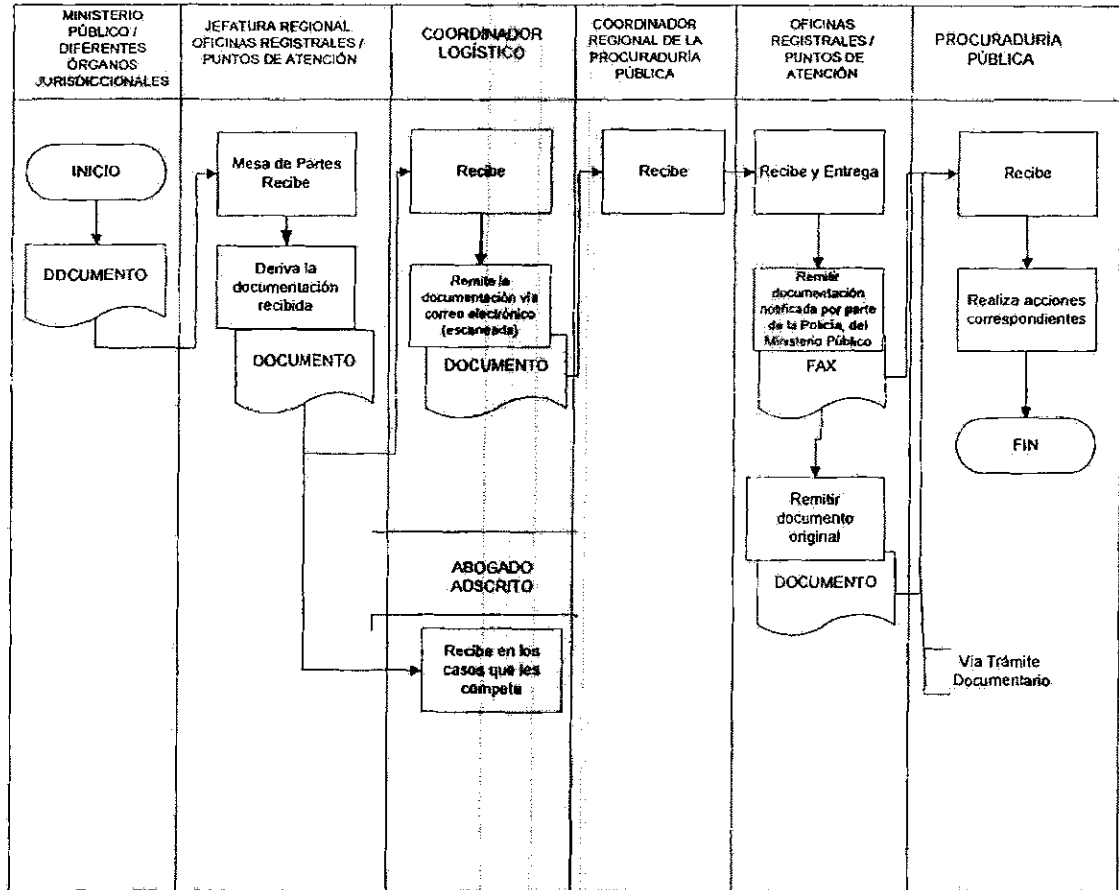 MINISTERIO
PÚBLICO /
DIFERENTES
ÓRGANOS
JURISDICCIONALES
JEFATURA REGIONAL,
OFICINAS REGISTRALES /
PUNTOS DE ATENCIÓN
COORDINADOR
LOGÍSTICO
COORDINADOR
REGIONAL DE LA
PROCURADURÍA
PÚBLICA
OFICINAS
REGISTRALES /
PUNTOS DE
ATENCIÓN
PROCURADURÍA
PÚBLICA
INICIO
DOCUMENTO
Mesa de Partes
Recibe
Deriva la
documentación
recibida
DOCUMENTO
Recibe
Remite la
documentación vía
correo electrónico
(escaneada)
DOCUMENTO
ABOGADO
ADSCRITO
Recibe en los
casos que les
compete
Recibe
Recibe y Entrega
Remitir
documentación
notificada por parte
de la Policía, del
Ministerio Público
FAX
Remitir
documento
original
DOCUMENTO
Recibe
Realiza acciones
correspondientes
FIN
Vía Trámite
Documentario